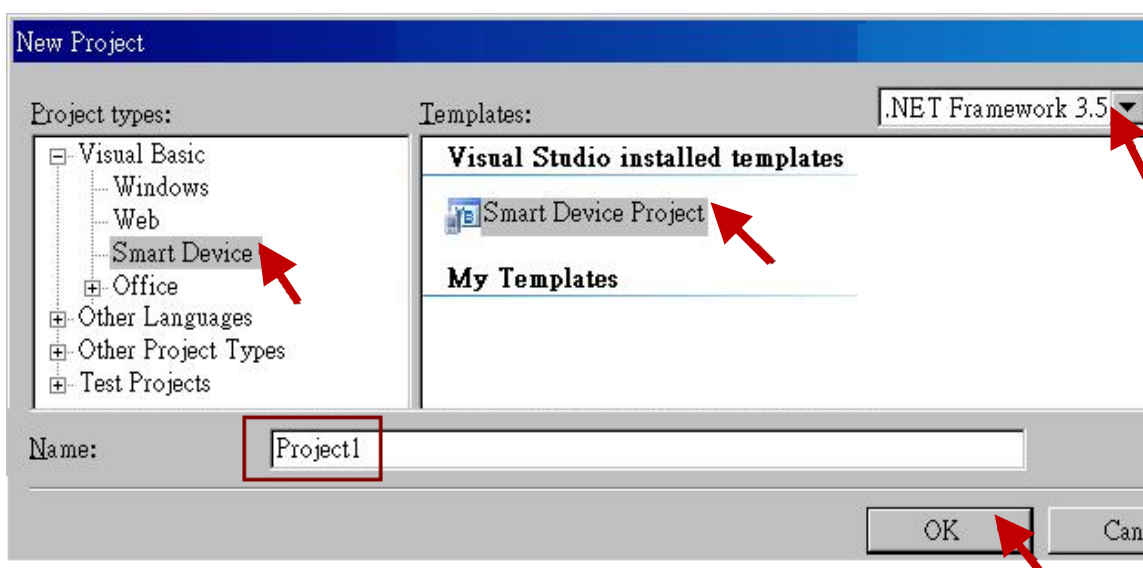 New Project
Project types:
Templates:
.NET Framework 3.5
Visual Basic
Windows
Web
Smart Device
Office
Other Languages
Other Project Types
Test Projects
Visual Studio installed templates
Smart Device Project
My Templates
Name:
Project1
OK
Can